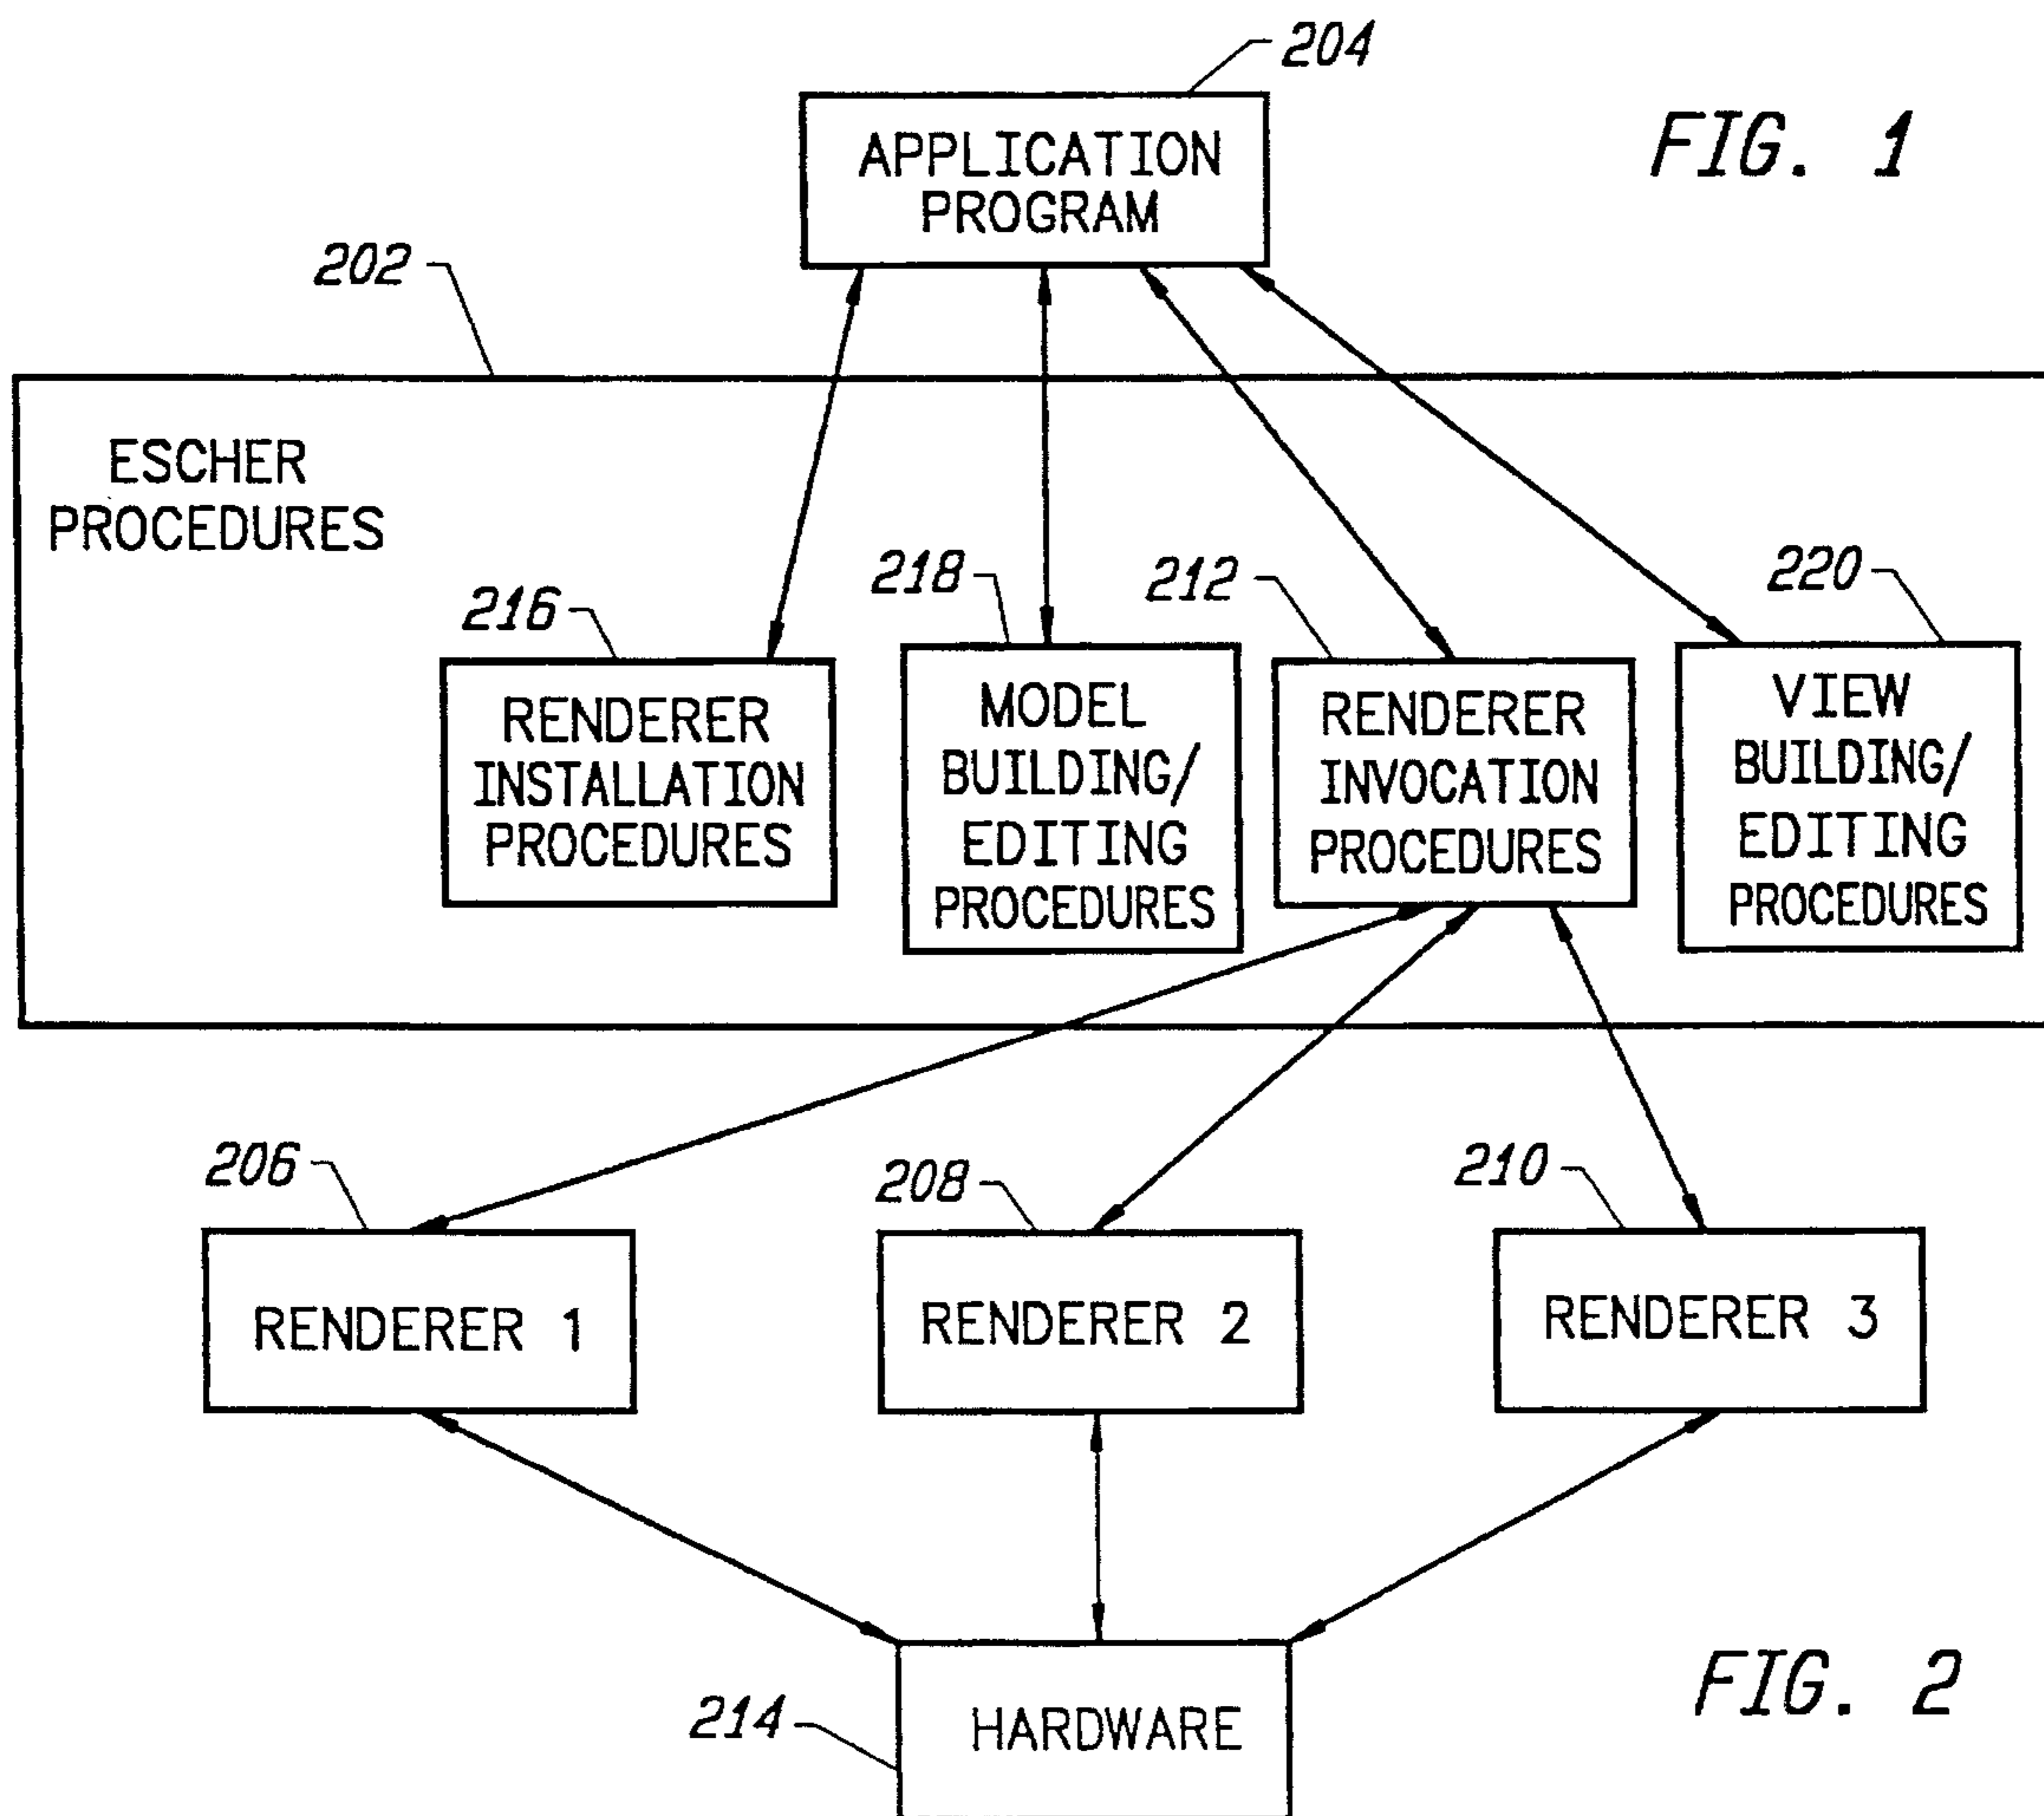 204
APPLICATION
PROGRAM
FIG. 1
202
ESCHER
PROCEDURES
216
218
212
220
RENDERER
INSTALLATION
PROCEDURES
MODEL
BUILDING/
EDITING
PROCEDURES
RENDERER
INVOCATION
PROCEDURES
VIEW
BUILDING/
EDITING
PROCEDURES
206
208
210
RENDERER 1
RENDERER 2
RENDERER 3
214
HARDWARE
FIG. 2